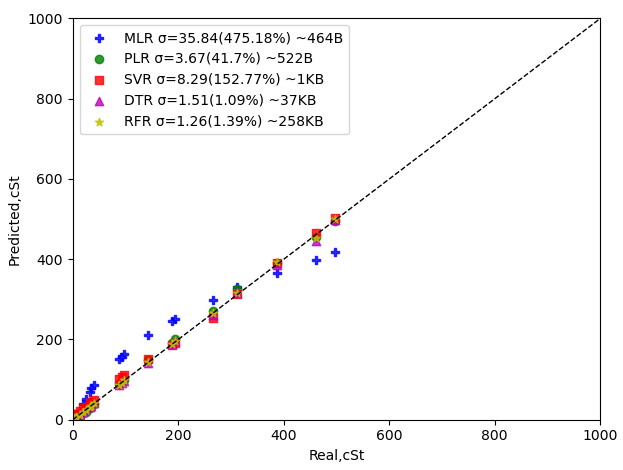 1000
800
600
400
200
0
Predicted,cSt
MLR σ=35.84(475.18%) ~464B
PLR σ=3.67(41.7%) ~522B
SVR σ=8.29(152.77%) ~1KB
DTR σ=1.51(1.09%) ~37KB
RFR σ=1.26(1.39%) ~258KB
0 200 400 600 800 1000
Real,cSt